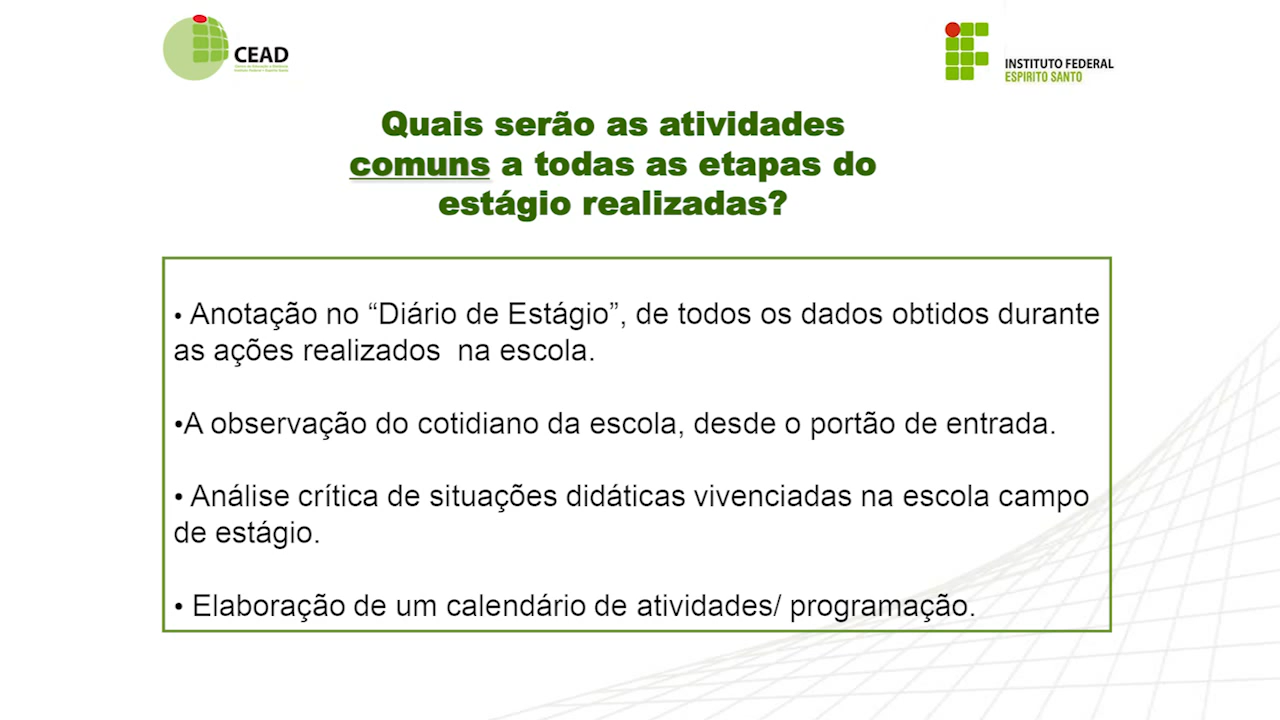 CEAD
INSTITUTO FEDERAL
ESPÍRITO SANTO
Quais serão as atividades
comuns a todas as etapas do
estágio realizadas?
• Anotação no “Diário de Estágio”, de todos os dados obtidos durante
as ações realizados na escola.
•A observação do cotidiano da escola, desde o portão de entrada.
• Análise crítica de situações didáticas vivenciadas na escola campo
de estágio.
• Elaboração de um calendário de atividades/ programação.